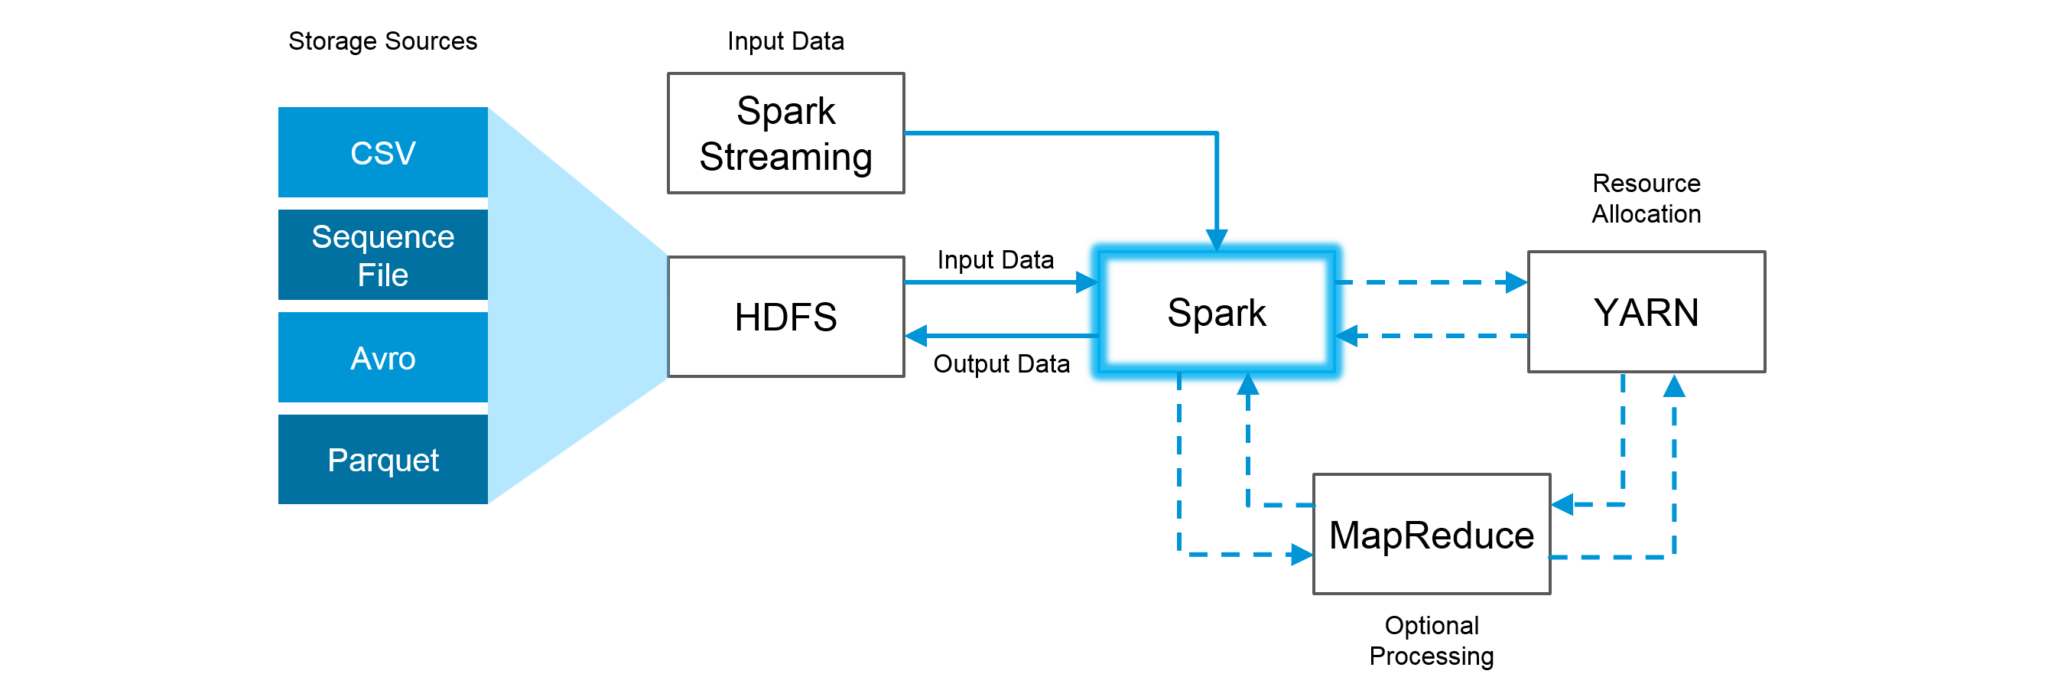 Storage Sources
CSV
Sequence
File
Avro
Parquet
Input Data
Spark
Streaming
HDFS
Input Data
Output Data
Spark
Resource
Allocation
YARN
MapReduce
Optional
Processing